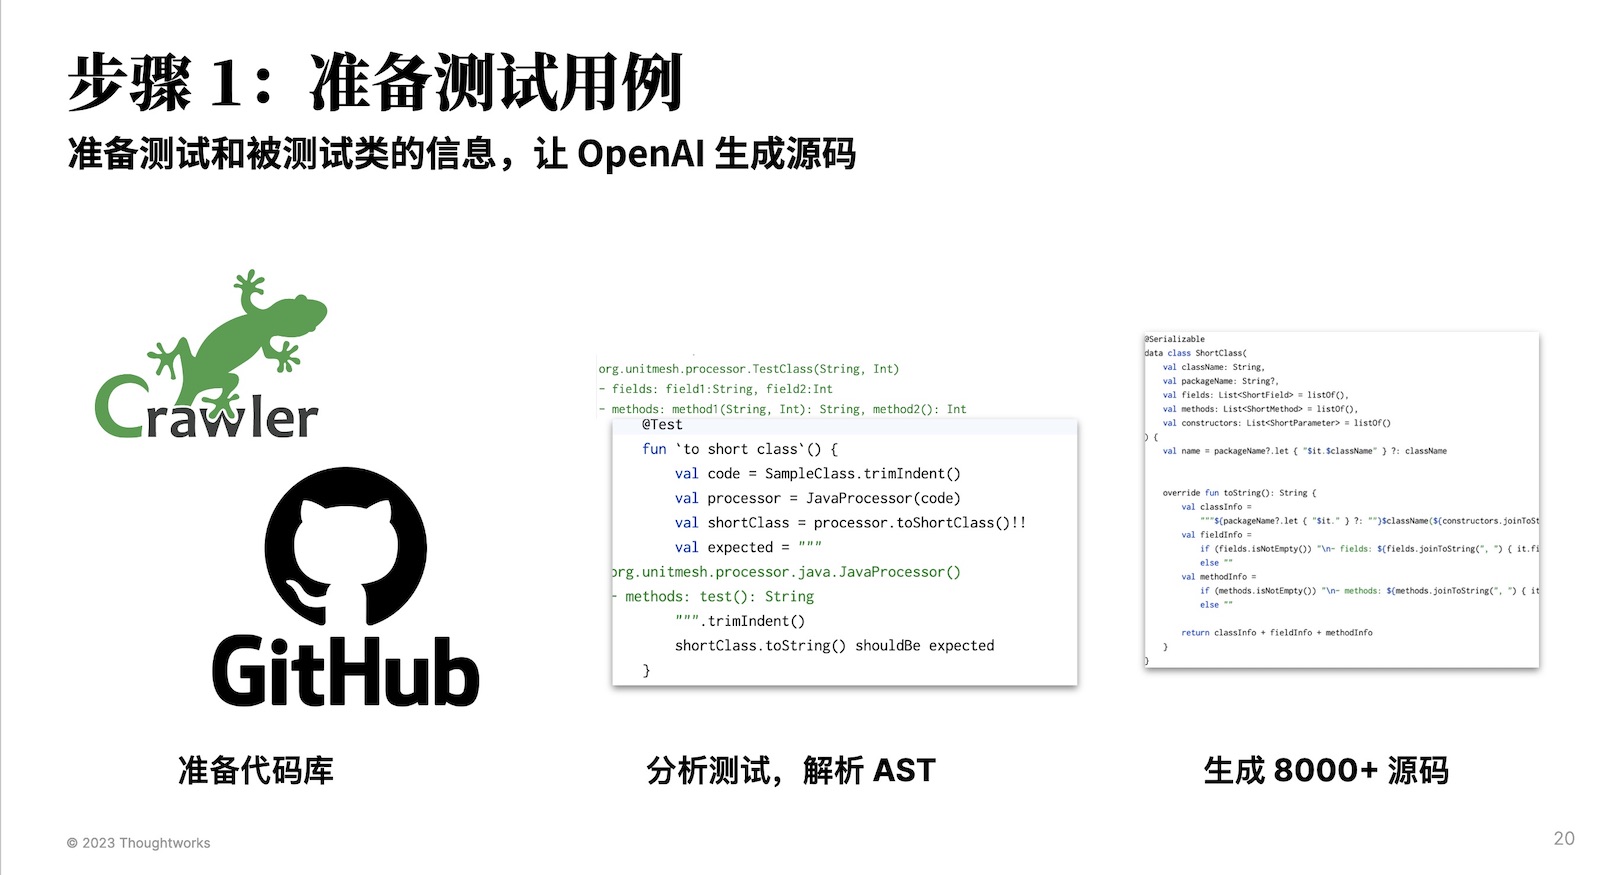 步骤 1：准备测试用例
准备测试和被测试类的信息，让 OpenAI 生成源码
Crawler
GitHub
准备代码库
org.unitmesh.processor.TestClass(String, Int)
- fields: field1:String, field2:Int
- methods: method1(String, Int): String, method2(): Int
@Test
fun `to short class`() {
val code = SampleClass.trimIndent()
val processor = JavaProcessor(code)
val shortClass = processor.toShortClass()!!
val expected = """
org.unitmesh.processor.java.JavaProcessor()
- methods: test(): String
""".trimIndent()
shortClass.toString() shouldBe expected
}
分析测试，解析 AST
@Serializable
data class ShortClass(
val className: String,
val packageName: String?,
val fields: List<ShortField> = listOf(),
val methods: List<ShortMethod> = listOf(),
val constructors: List<ShortParameter> = listOf()
) {
val name = packageName?.let { "$it.$className" } ?: className
override fun toString(): String {
val classInfo =
"""${packageName?.let { "$it." } ?: ""}$className(${constructors.joinToSt
val fieldInfo =
if (fields.isNotEmpty()) "\n- fields: ${fields.joinToString(", ") { it.fi
else ""
val methodInfo =
if (methods.isNotEmpty()) "\n- methods: ${methods.joinToString(", ") { it
else ""
return classInfo + fieldInfo + methodInfo
}
}
生成 8000+ 源码
© 2023 Thoughtworks
20